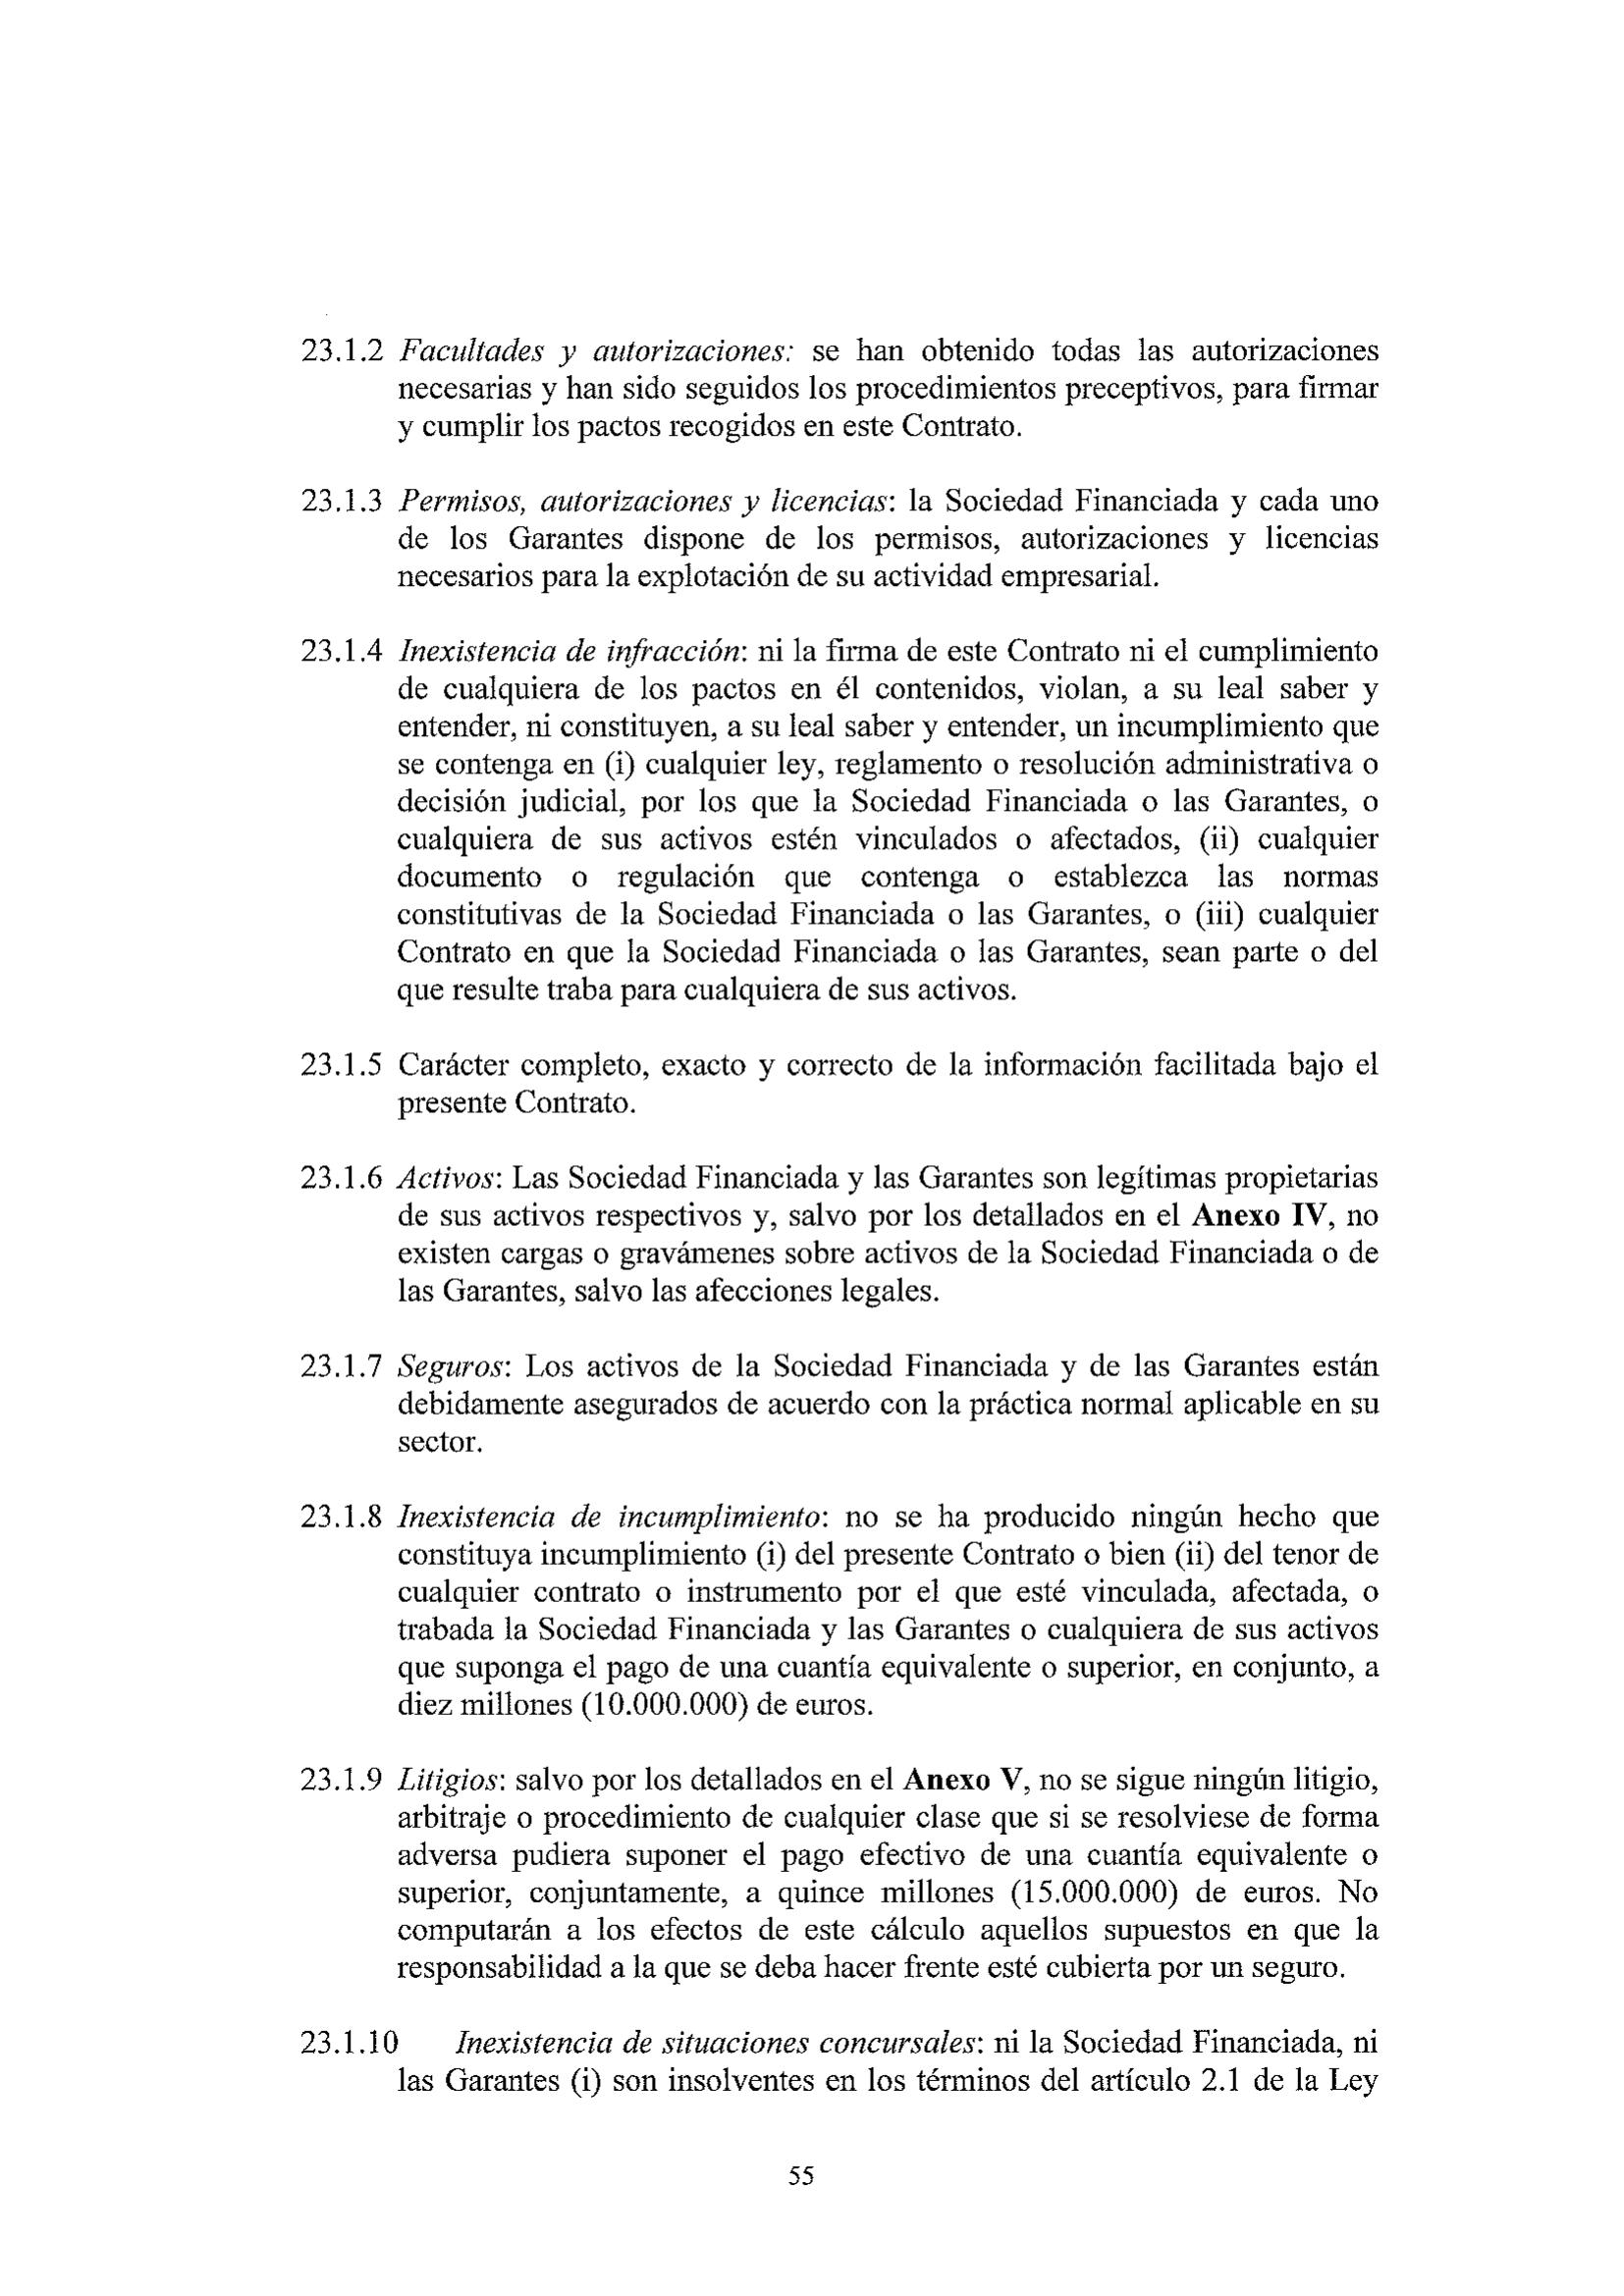 23.1.2 Facultades y autorizaciones: se han obtenido todas las autorizaciones
necesarias y han sido seguidos los procedimientos preceptivos, para firmar
y cumplir los pactos recogidos en este Contrato.
23.1.3 Permisos, autorizaciones y licencias: la Sociedad Financiada y cada uno
de los Garantes dispone de los permisos, autorizaciones y licencias
necesarios para la explotación de su actividad empresarial.
23.1.4 Inexistencia de infracción: ni la firma de este Contrato ni el cumplimiento
de cualquiera de los pactos en él contenidos, violan, a su leal saber y
entender, ni constituyen, a su leal saber y entender, un incumplimiento que
se contenga en (i) cualquier ley, reglamento o resolución administrativa o
decisión judicial, por los que la Sociedad Financiada o las Garantes, o
cualquiera de sus activos estén vinculados o afectados, (ii) cualquier
documento o regulación que contenga o establezca las normas
constitutivas de la Sociedad Financiada o las Garantes, o (iii) cualquier
Contrato en que la Sociedad Financiada o las Garantes, sean parte o del
que resulte traba para cualquiera de sus activos.
23.1.5 Carácter completo, exacto y correcto de la información facilitada bajo el
presente Contrato.
23.1.6 Activos: Las Sociedad Financiada y las Garantes son legítimas propietarias
de sus activos respectivos y, salvo por los detallados en el Anexo IV, no
existen cargas o gravámenes sobre activos de la Sociedad Financiada o de
las Garantes, salvo las afecciones legales.
23.1.7 Seguros: Los activos de la Sociedad Financiada y de las Garantes están
debidamente asegurados de acuerdo con la práctica normal aplicable en su
sector.
23.1.8 Inexistencia de incumplimiento: no se ha producido ningún hecho que
constituya incumplimiento (i) del presente Contrato o bien (ii) del tenor de
cualquier contrato o instrumento por el que esté vinculada, afectada, o
trabada la Sociedad Financiada y las Garantes o cualquiera de sus activos
que suponga el pago de una cuantía equivalente o superior, en conjunto, a
diez millones (10.000.000) de euros.
23.1.9 Litigios: salvo por los detallados en el Anexo V, no se sigue ningún litigio,
arbitraje o procedimiento de cualquier clase que si se resolviese de forma
adversa pudiera suponer el pago efectivo de una cuantía equivalente o
superior, conjuntamente, a quince millones (15.000.000) de euros. No
computarán a los efectos de este cálculo aquellos supuestos en que la
responsabilidad a la que se deba hacer frente esté cubierta por un seguro.
23.1.10 Inexistencia de situaciones concursales: ni la Sociedad Financiada, ni
las Garantes (i) son insolventes en los términos del artículo 2.1 de la Ley
55